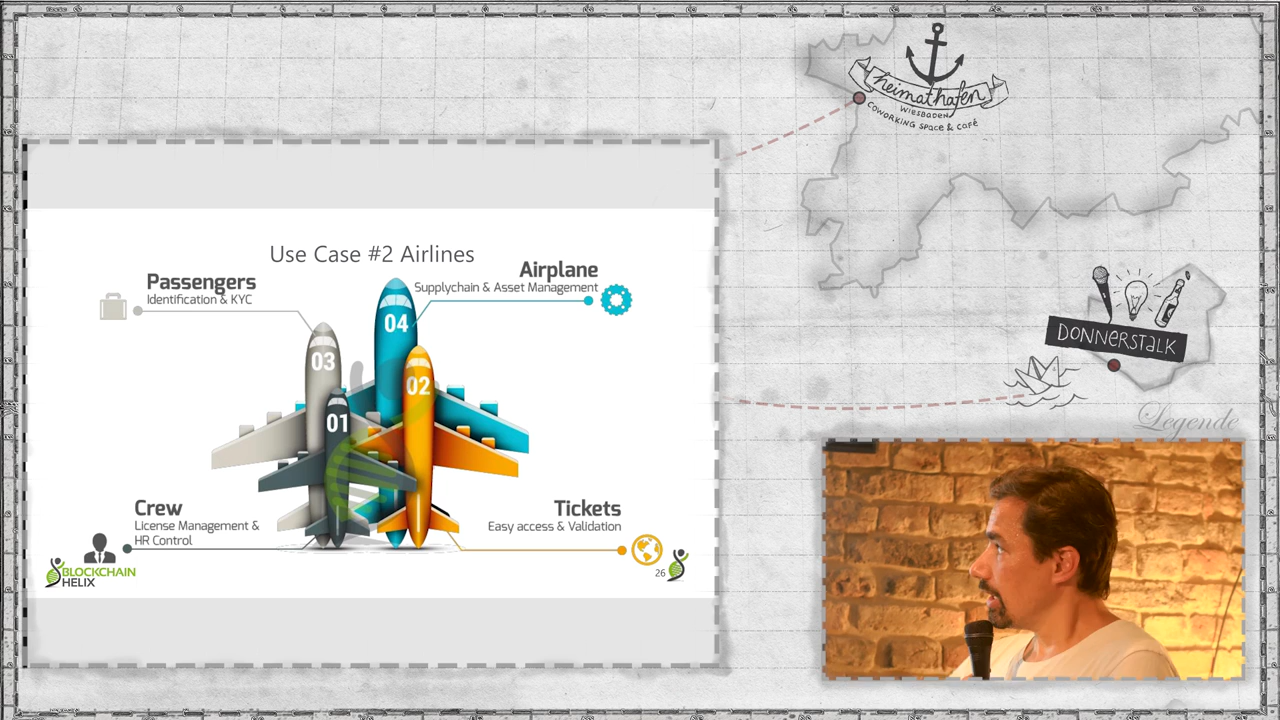 heimathafen
WIESBADEN
COWORKING SPACE & CAFÉ
Use Case #2 Airlines
Passengers
Identification & KYC
Airplane
Supplychain & Asset Management
04
03
02
01
Crew
License Management &
HR Control
Tickets
Easy access & Validation
BLOCKCHAIN
HELIX
26
DONNERSTALK
Legende